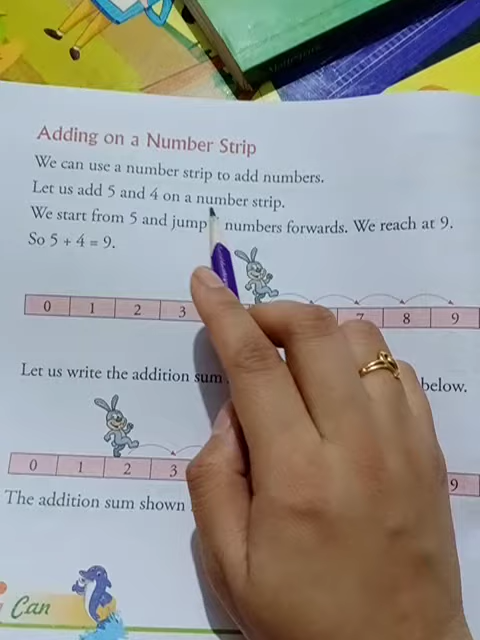 Adding on a Number Strip
We can use a number strip to add numbers.
Let us add 5 and 4 on a number strip.
We start from 5 and jump numbers forwards. We reach at 9.
So 5 + 4 = 9.
0 1 2 3 7 8 9
Let us write the addition sum below.
0 1 2 3 9
The addition sum shown
Can